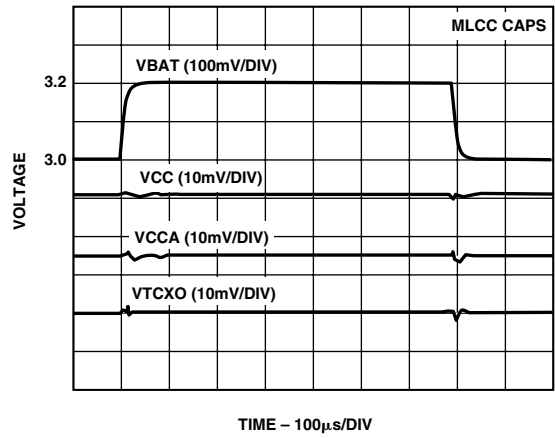 MLCC CAPS
VBAT (100mV/DIV)
3.2
3.0
VOLTAGE
VCC (10mV/DIV)
VCCA (10mV/DIV)
VTCXO (10mV/DIV)
TIME – 100μs/DIV